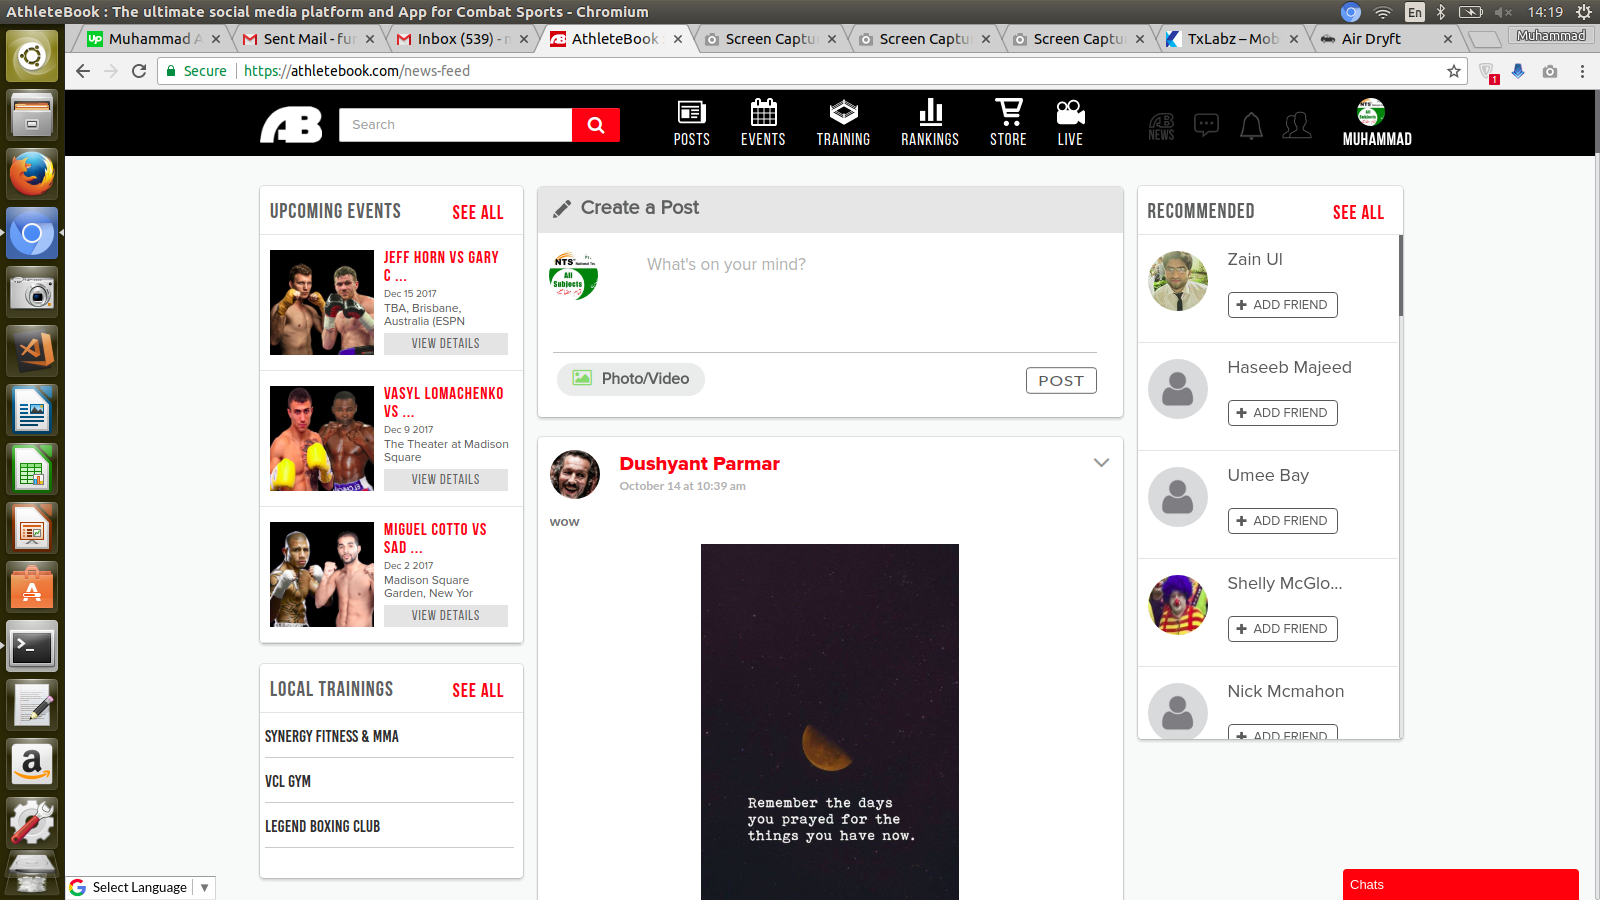 AthleteBook : The ultimate social media platform and App for Combat Sports - Chromium
En
14:19
Up
Muhammad
Sent Mail - fur
Inbox (539) - n
AthleteBook :
Screen Captu
Screen Captu
Screen Captu
TxLabz – Mob
Air Dryft
Muhammad
Secure
https://athletebook.com/news-feed
1
AB
Search
POSTS
EVENTS
TRAINING
RANKINGS
STORE
LIVE
AB
NEWS
MUHAMMAD
UPCOMING EVENTS
SEE ALL
JEFF HORN VS GARY
C ...
Dec 15 2017
TBA, Brisbane,
Australia (ESPN
VIEW DETAILS
VASYL LOMACHENKO
VS ...
Dec 9 2017
The Theater at Madison
Square
VIEW DETAILS
MIGUEL COTTO VS
SAD ...
Dec 2 2017
Madison Square
Garden, New Yor
VIEW DETAILS
LOCAL TRAININGS
SEE ALL
SYNERGY FITNESS & MMA
VCL GYM
LEGEND BOXING CLUB
Create a Post
NTS
All
Subjects
What's on your mind?
Photo/Video
POST
Dushyant Parmar
October 14 at 10:39 am
wow
Remember the days
you prayed for the
things you have now.
RECOMMENDED
SEE ALL
Zain Ul
ADD FRIEND
Haseeb Majeed
ADD FRIEND
Umee Bay
ADD FRIEND
Shelly McGlo...
ADD FRIEND
Nick Mcmahon
ADD FRIEND
Select Language
Chats